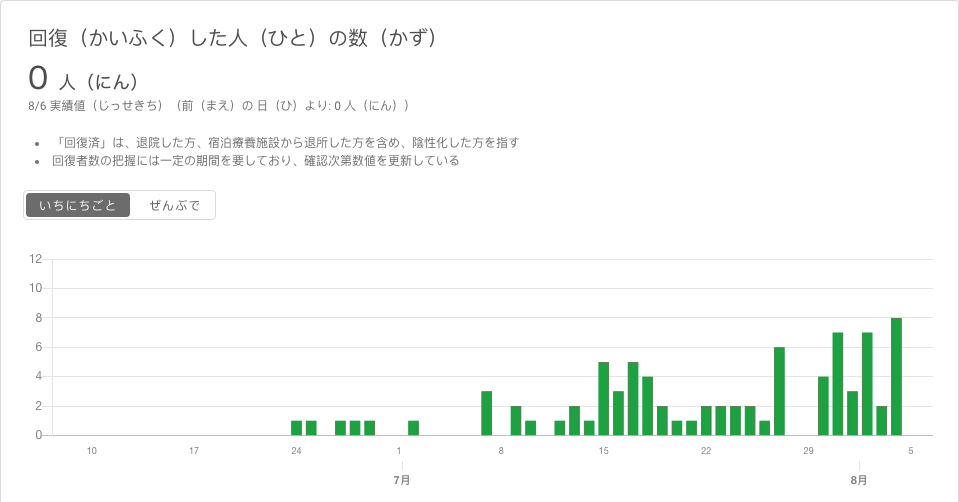 回復（かいふく）した人（ひと）の数（かず）
0 人（にん）
8/6 実績値（じっせきち）（前（まえ）の 日（ひ）より: 0 人（にん））
「回復済」は、退院した方、宿泊療養施設から退所した方を含め、陰性化した方を指す
回復者数の把握には一定の期間を要しており、確認次第数値を更新している
いちにちごと ぜんぶで
12
10
8
6
4
2
0
10 17 24 1 8 15 22 29 5
7月 8月